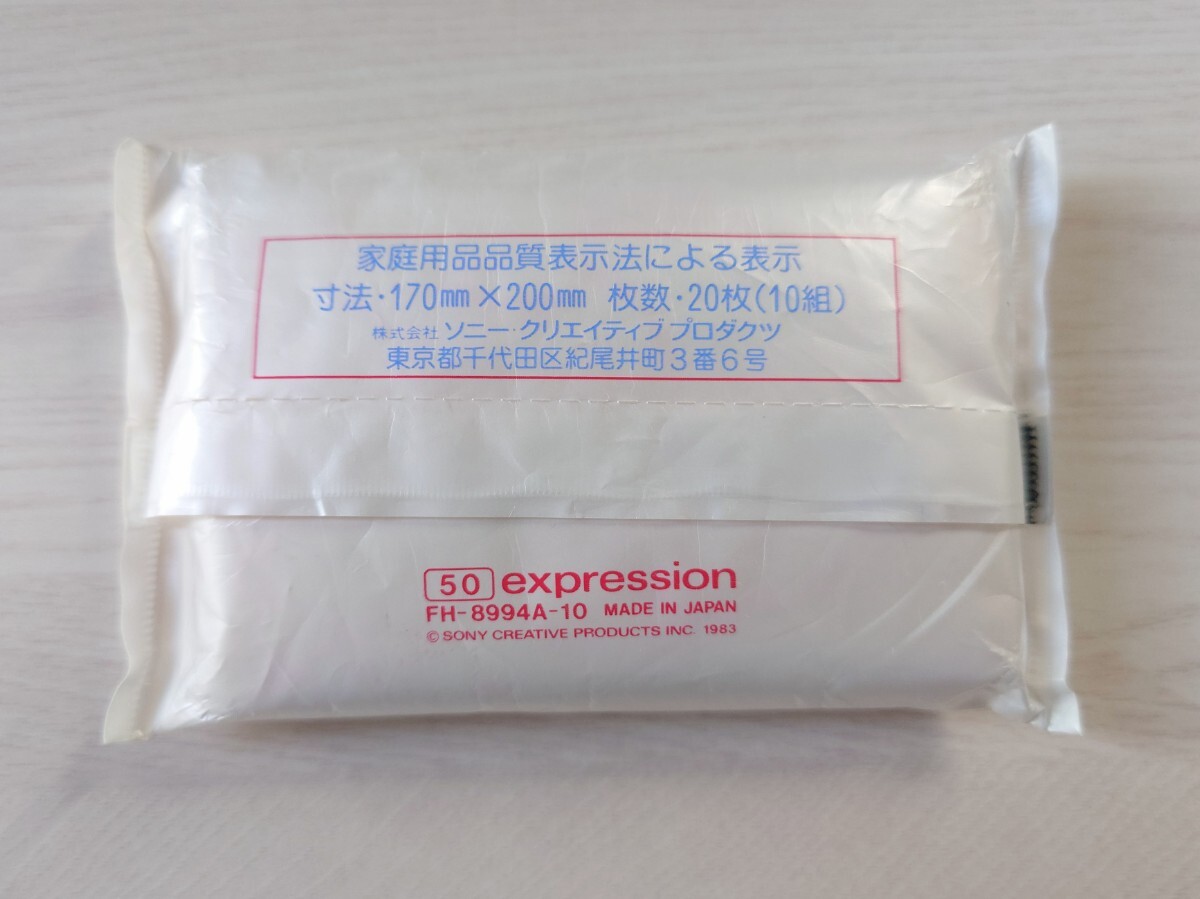 家庭用品品質表示法による表示
寸法・170mm×200mm 枚数・20枚(10組)
株式会社 ソニー・クリエイティブ プロダクツ
東京都千代田区紀尾井町3番6号
50 expression
FH-8994A-10 MADE IN JAPAN
© SONY CREATIVE PRODUCTS INC. 1983